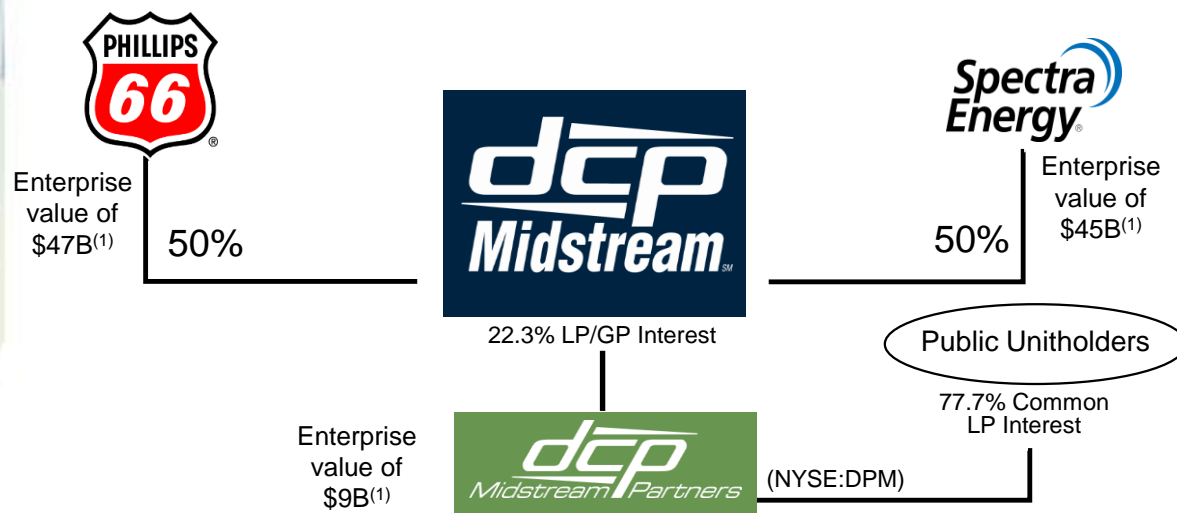 PHILLIPS
66
®
Spectra
Energy®
dcp
Midstream℠
Enterprise
value of
$47B(1)
50%
50%
Enterprise
value of
$45B(1)
22.3% LP/GP Interest
Public Unitholders
77.7% Common
LP Interest
Enterprise
value of
$9B(1)
dcp
Midstream Partners
(NYSE:DPM)